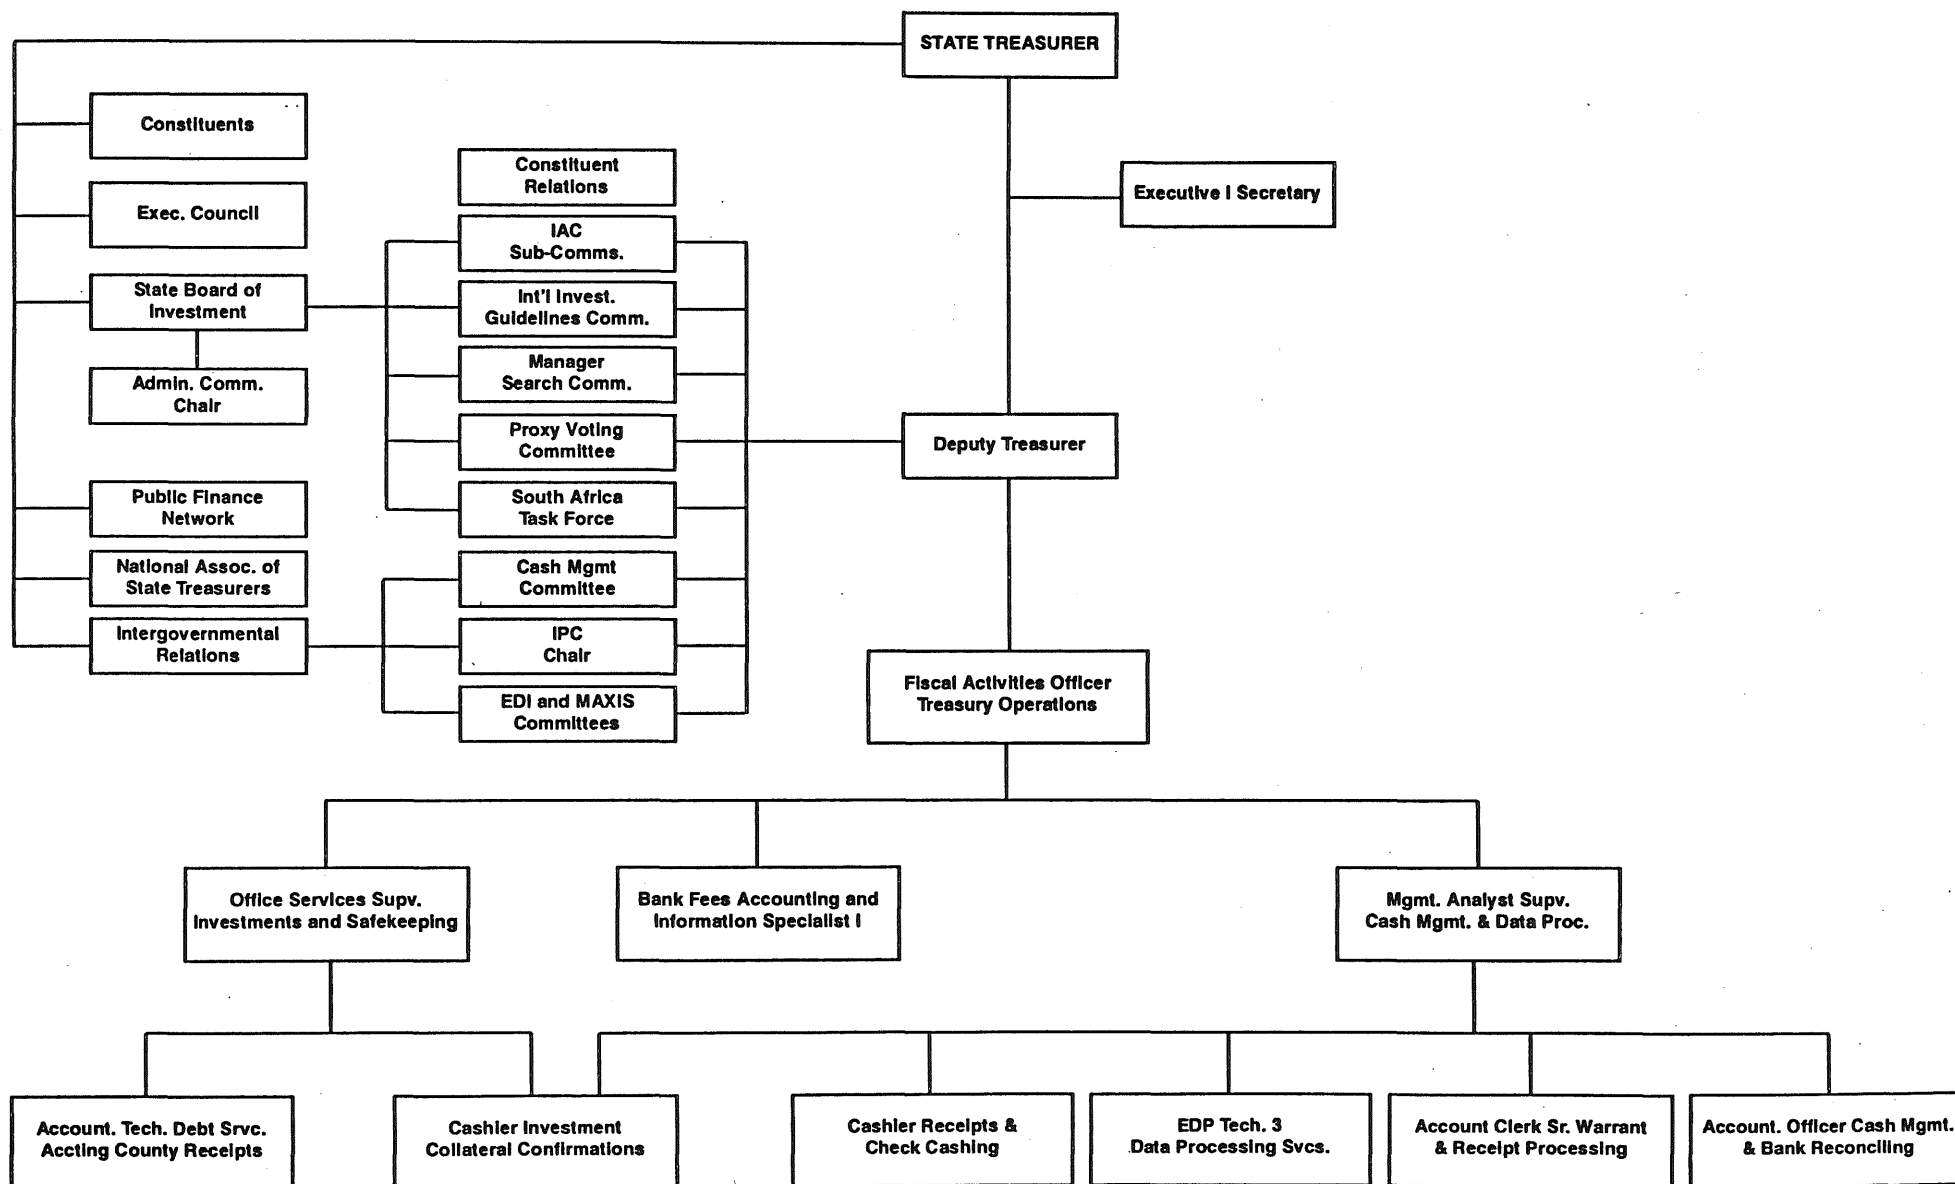 STATE TREASURER
Constituents
Exec. Council
State Board of
Investment
Admin. Comm.
Chair
Public Finance
Network
National Assoc. of
State Treasurers
Intergovernmental
Relations
Constituent
Relations
IAC
Sub-Comms.
Int'l Invest.
Guidelines Comm.
Manager
Search Comm.
Proxy Voting
Committee
South Africa
Task Force
Cash Mgmt
Committee
IPC
Chair
EDI and MAXIS
Committees
Executive I Secretary
Deputy Treasurer
Fiscal Activities Officer
Treasury Operations
Office Services Supv.
Investments and Safekeeping
Bank Fees Accounting and
Information Specialist I
Mgmt. Analyst Supv.
Cash Mgmt. & Data Proc.
Account. Tech. Debt Srvc.
Accting County Receipts
Cashier Investment
Collateral Confirmations
Cashier Receipts &
Check Cashing
EDP Tech. 3
Data Processing Svcs.
Account Clerk Sr. Warrant
& Receipt Processing
Account. Officer Cash Mgmt.
& Bank Reconciling